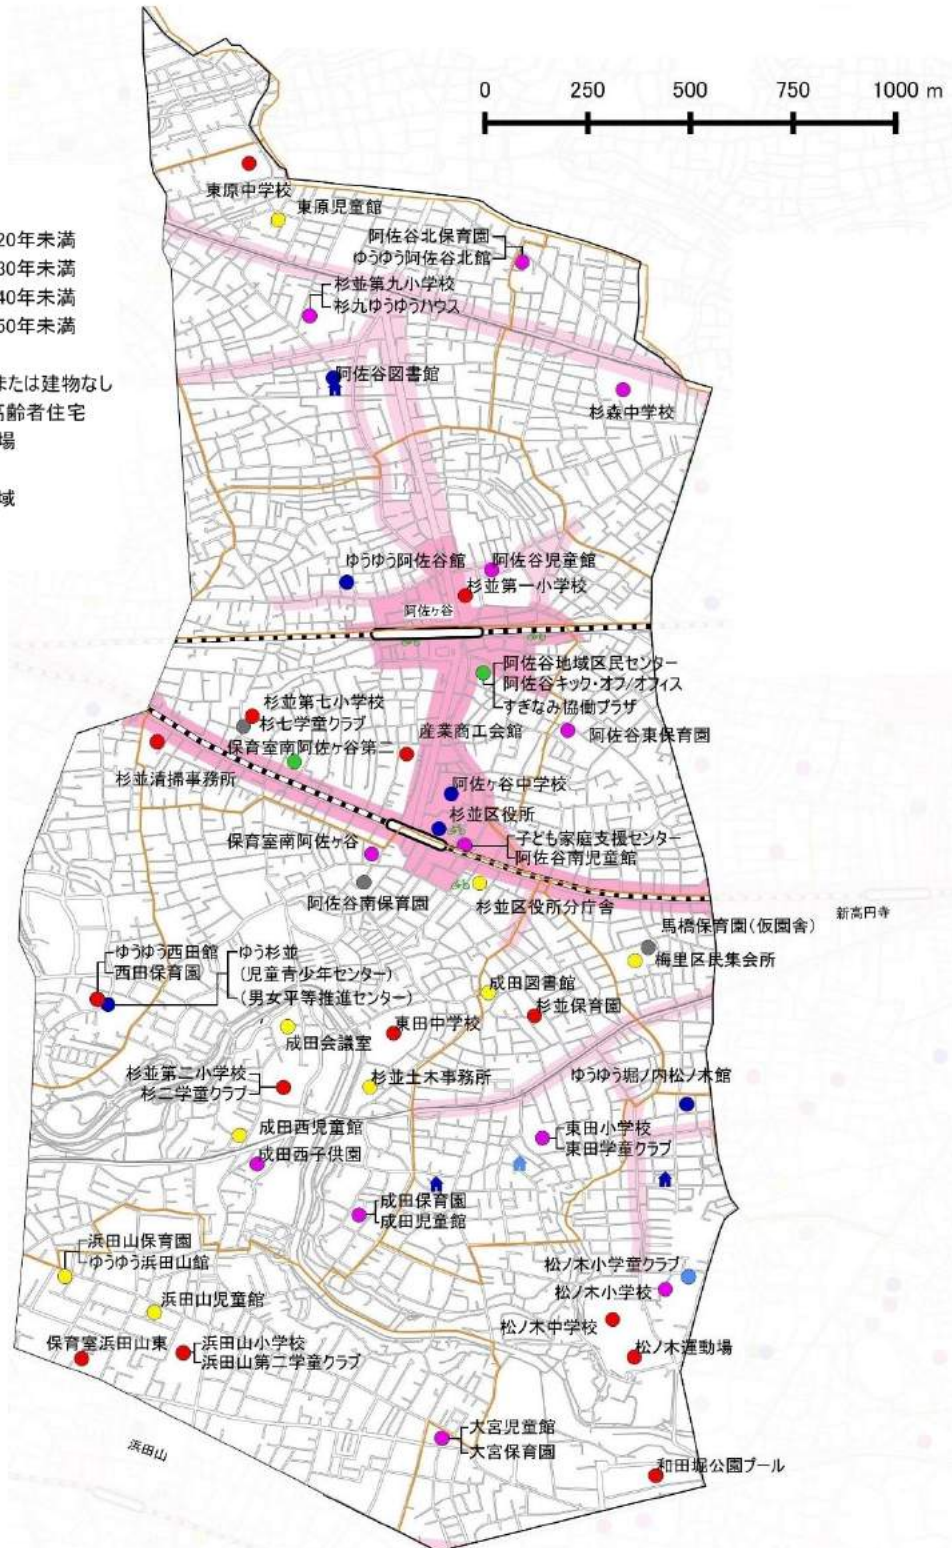 0 250 500 750 1000 m
東原中学校
東原児童館
20年未満
30年未満
40年未満
50年未満
または建物なし
高齢者住宅
場
域
阿佐谷北保育園
ゆうゆう阿佐谷北館
杉並第九小学校
杉九ゆうゆうハウス
阿佐谷図書館
杉森中学校
ゆうゆう阿佐谷館
阿佐谷児童館
杉並第一小学校
阿佐ヶ谷
阿佐谷地域区民センター
阿佐谷キック・オフ/オフィス
すぎなみ協働プラザ
杉並第七小学校
杉七学童クラブ
産業商工会館
阿佐谷東保育園
保育室南阿佐ヶ谷第二
杉並清掃事務所
阿佐ヶ谷中学校
杉並区役所
子ども家庭支援センター
阿佐谷南児童館
保育室南阿佐ヶ谷
阿佐谷南保育園
杉並区役所分庁舎
新高円寺
馬橋保育園(仮園舎)
梅里区民集会所
ゆうゆう西田館
西田保育園
ゆう杉並
(児童青少年センター)
(男女平等推進センター)
成田図書館
杉並保育園
成田会議室
東田中学校
杉並第二小学校
杉二学童クラブ
杉並土木事務所
ゆうゆう堀ノ内松ノ木館
成田西児童館
成田西子供園
東田小学校
東田学童クラブ
成田保育園
成田児童館
浜田山保育園
ゆうゆう浜田山館
浜田山児童館
松ノ木小学童クラブ
松ノ木小学校
松ノ木中学校
松ノ木運動場
保育室浜田山東
浜田山小学校
浜田山第二学童クラブ
浜田山
大宮児童館
大宮保育園
和田堀公園プール